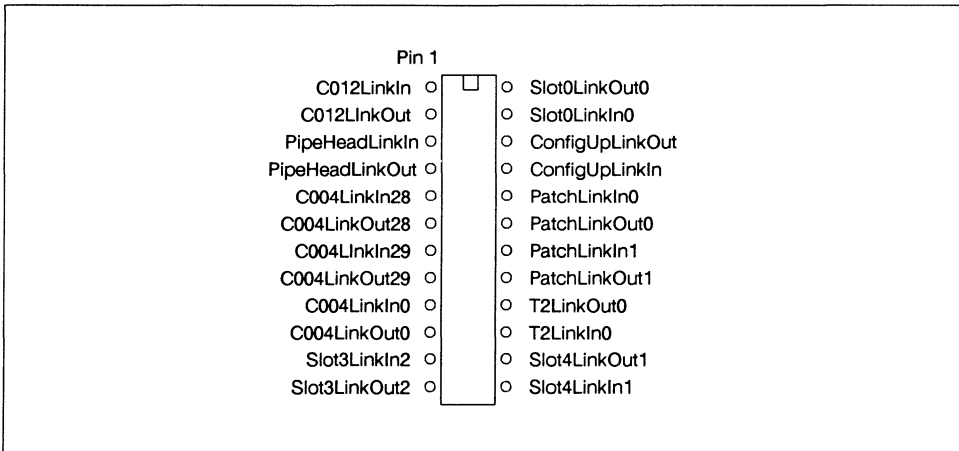 Pin 1
C012LinkIn Slot0LinkOut0
C012LInkOut Slot0LinkIn0
PipeHeadLinkIn ConfigUpLinkOut
PipeHeadLinkOut ConfigUpLinkIn
C004LinkIn28 PatchLinkIn0
C004LinkOut28 PatchLinkOut0
C004LInkIn29 PatchLinkIn1
C004LinkOut29 PatchLinkOut1
C004LinkIn0 T2LinkOut0
C004LinkOut0 T2LinkIn0
Slot3LinkIn2 Slot4LinkOut1
Slot3LinkOut2 Slot4LinkIn1